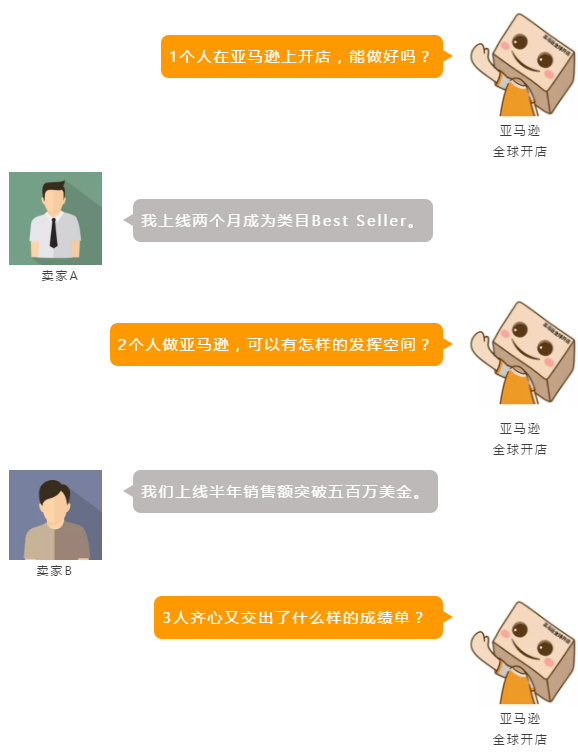 1个人在亚马逊上开店，能做好吗？
亚马逊
全球开店
我上线两个月成为类目Best Seller。
卖家A
2个人做亚马逊，可以有怎样的发挥空间？
亚马逊
全球开店
我们上线半年销售额突破五百万美金。
卖家B
3人齐心又交出了什么样的成绩单？
亚马逊
全球开店